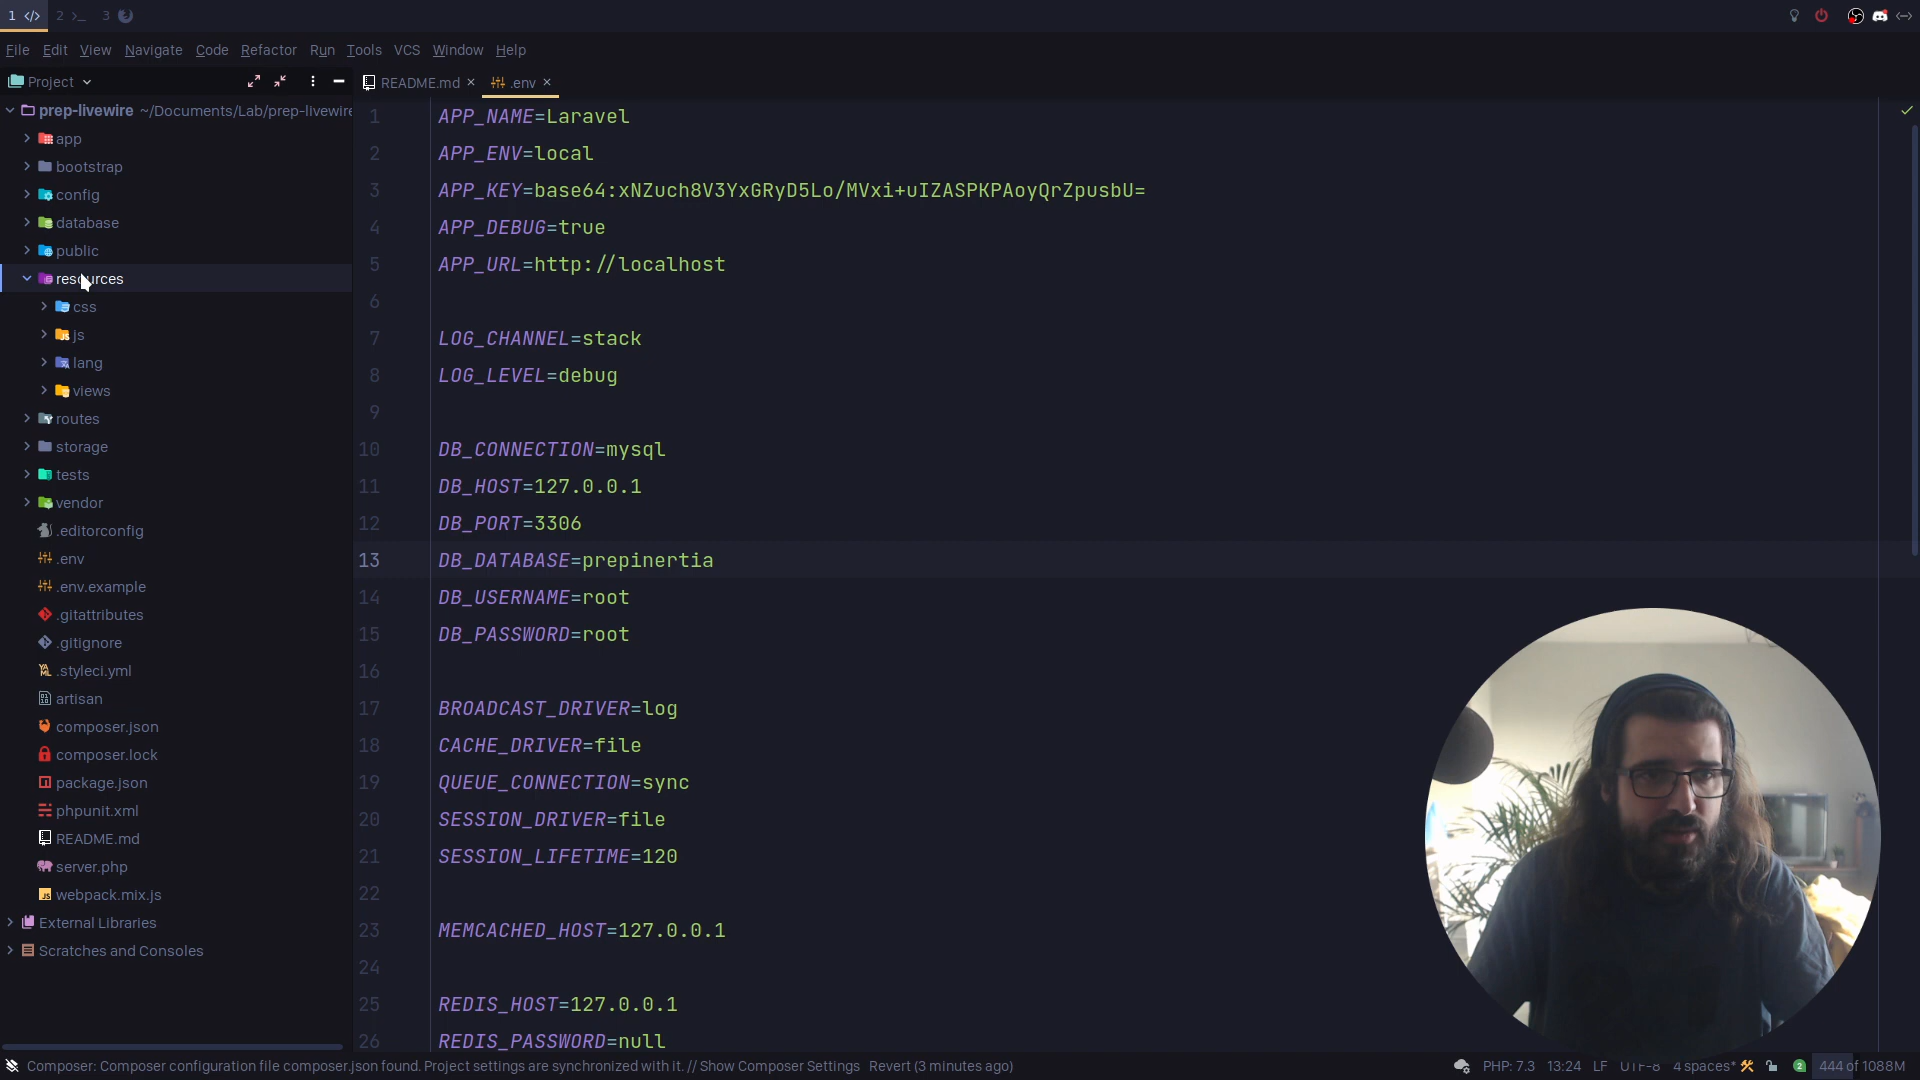 1 </> 2 >_ 3
File Edit View Navigate Code Refactor Run Tools VCS Window Help
Project
README.md
.env
prep-livewire ~/Documents/Lab/prep-livewire
app
bootstrap
config
database
public
resources
css
js
lang
views
routes
storage
tests
vendor
.editorconfig
.env
.env.example
.gitattributes
.gitignore
.styleci.yml
artisan
composer.json
composer.lock
package.json
phpunit.xml
README.md
server.php
webpack.mix.js
External Libraries
Scratches and Consoles
1 APP_NAME=Laravel
2 APP_ENV=local
3 APP_KEY=base64:xNZuch8V3YxGRyD5Lo/MVxi+uIZASPKPAoyQrZpusbU=
4 APP_DEBUG=true
5 APP_URL=http://localhost
6
7 LOG_CHANNEL=stack
8 LOG_LEVEL=debug
9
10 DB_CONNECTION=mysql
11 DB_HOST=127.0.0.1
12 DB_PORT=3306
13 DB_DATABASE=prepinertia
14 DB_USERNAME=root
15 DB_PASSWORD=root
16
17 BROADCAST_DRIVER=log
18 CACHE_DRIVER=file
19 QUEUE_CONNECTION=sync
20 SESSION_DRIVER=file
21 SESSION_LIFETIME=120
22
23 MEMCACHED_HOST=127.0.0.1
24
25 REDIS_HOST=127.0.0.1
26 REDIS_PASSWORD=null
Composer: Composer configuration file composer.json found. Project settings are synchronized with it. // Show Composer Settings Revert (3 minutes ago)
PHP: 7.3 13:24 LF UTF-8 4 spaces* 2 444 of 1088M